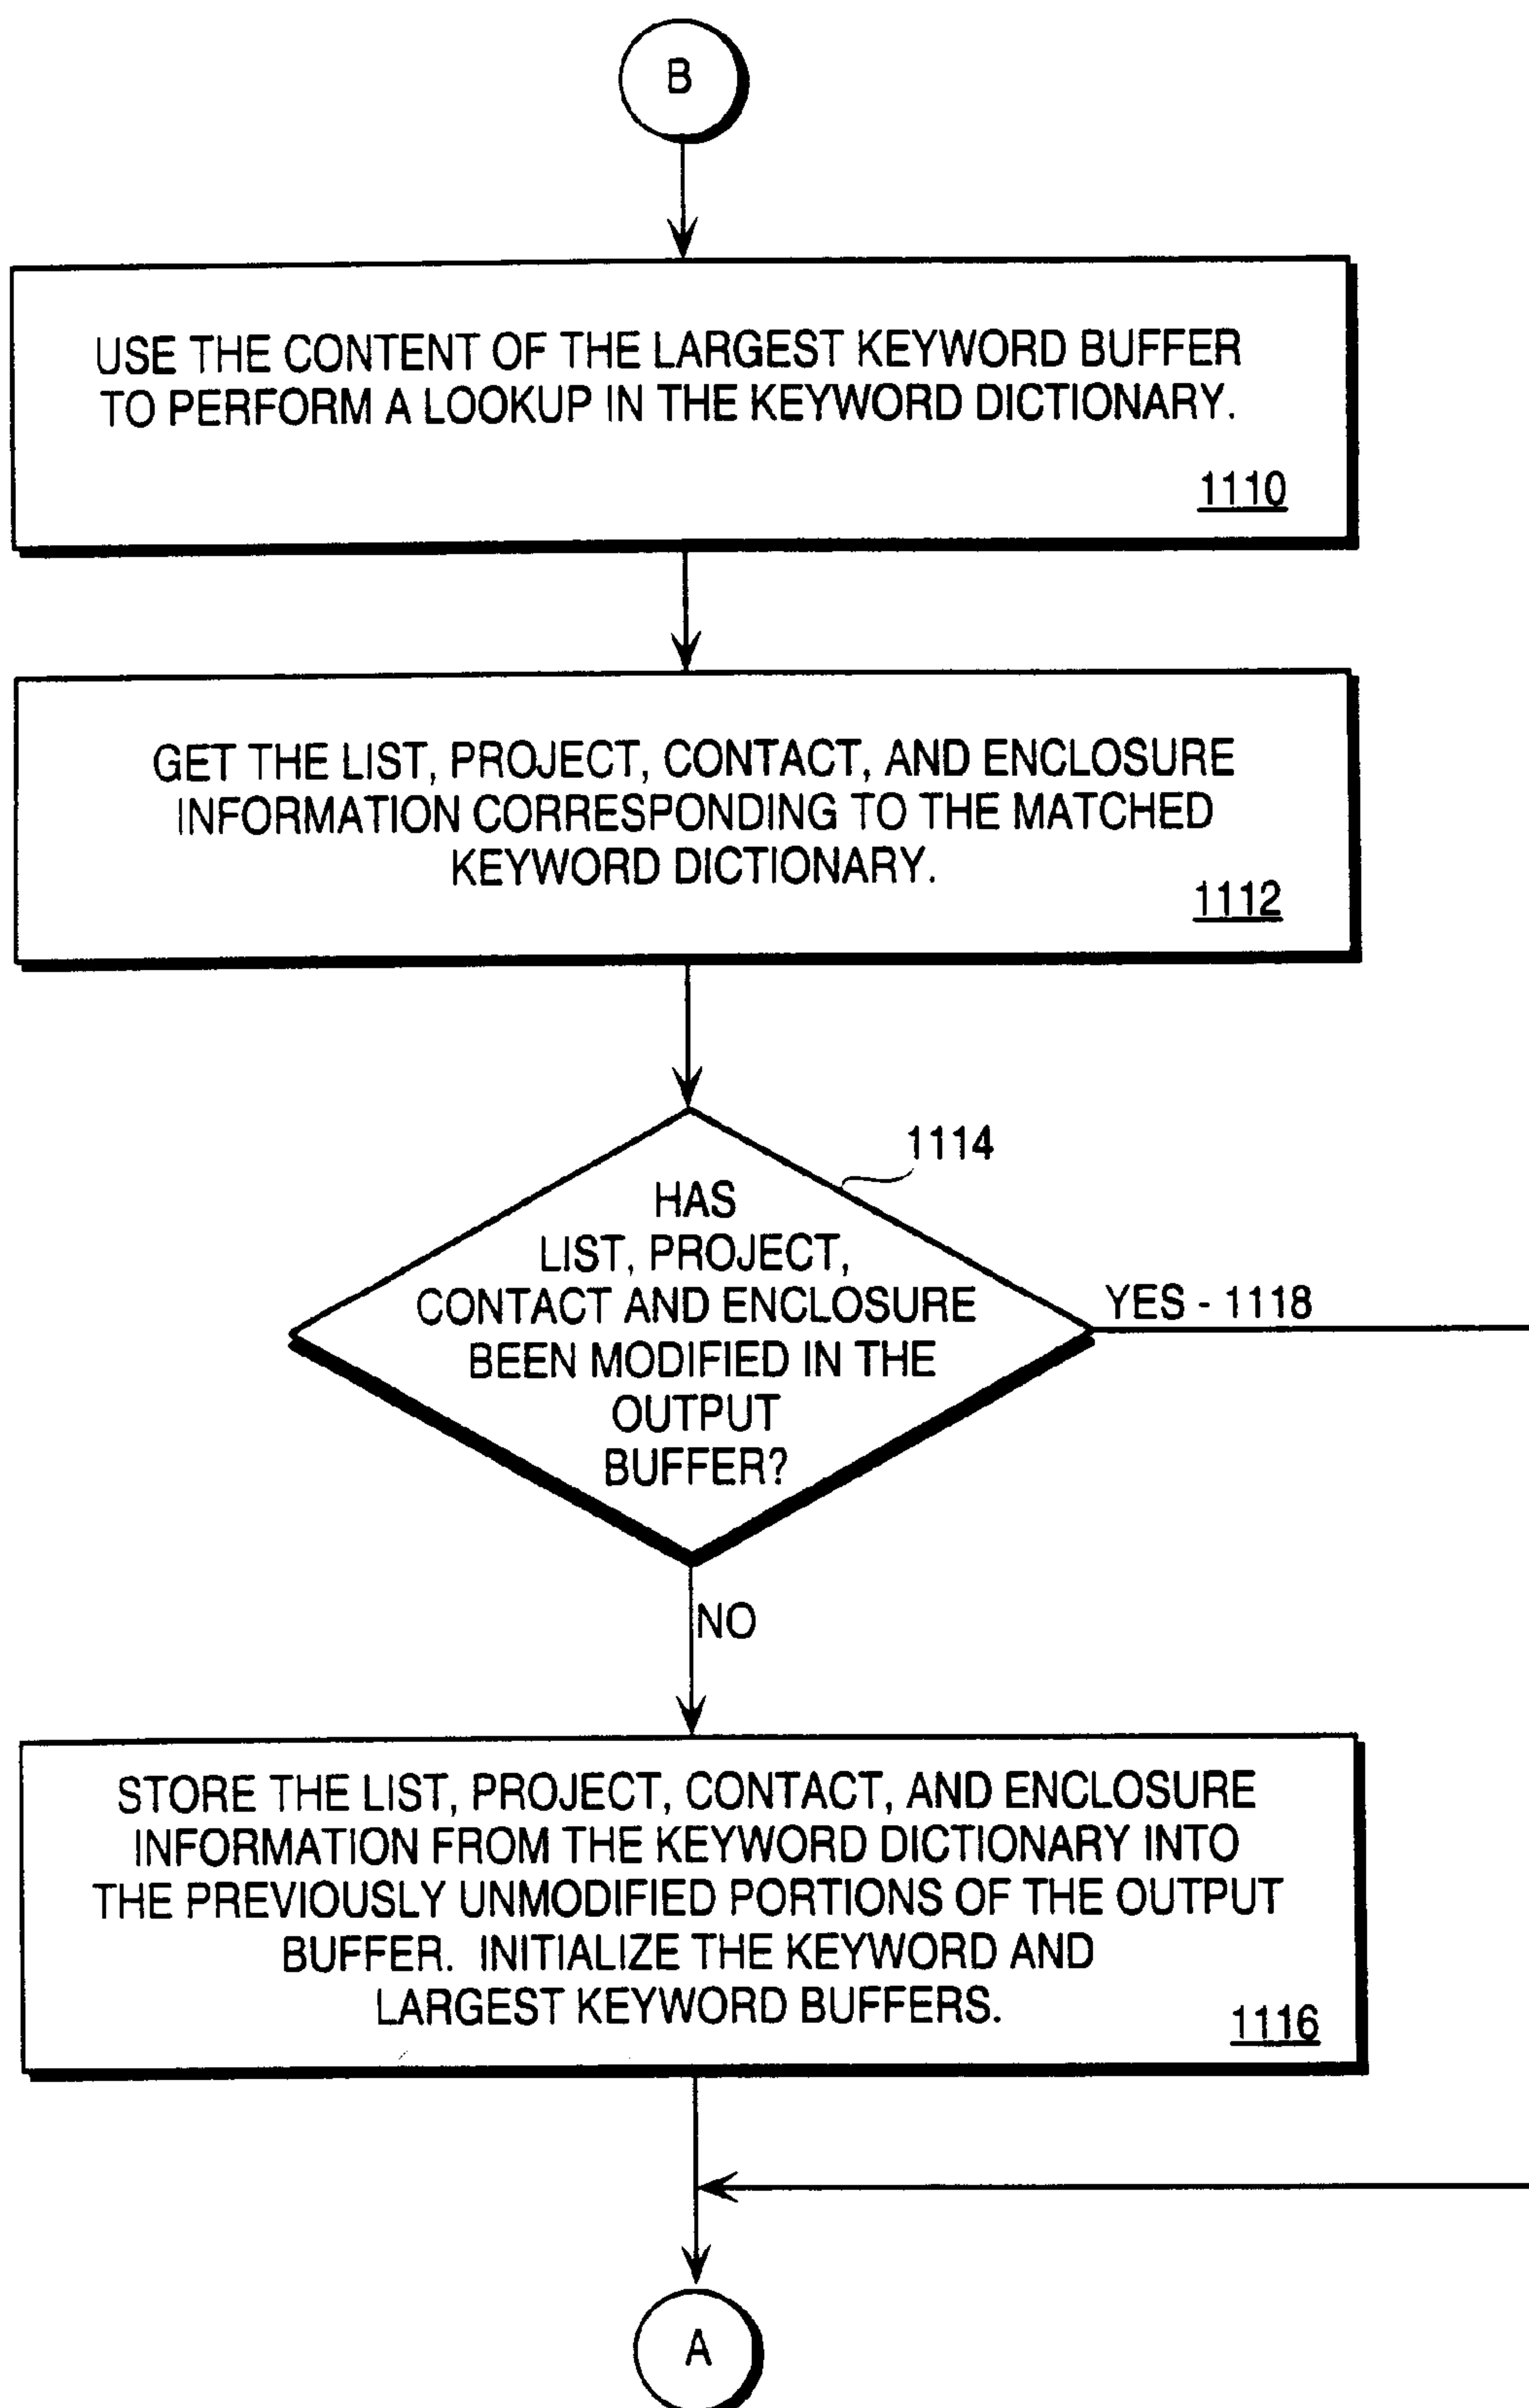 B
USE THE CONTENT OF THE LARGEST KEYWORD BUFFER
TO PERFORM A LOOKUP IN THE KEYWORD DICTIONARY.
1110
GET THE LIST, PROJECT, CONTACT, AND ENCLOSURE
INFORMATION CORRESPONDING TO THE MATCHED
KEYWORD DICTIONARY.
1112
1114
HAS
LIST, PROJECT,
CONTACT AND ENCLOSURE
BEEN MODIFIED IN THE
OUTPUT
BUFFER?
YES - 1118
NO
STORE THE LIST, PROJECT, CONTACT, AND ENCLOSURE
INFORMATION FROM THE KEYWORD DICTIONARY INTO
THE PREVIOUSLY UNMODIFIED PORTIONS OF THE OUTPUT
BUFFER. INITIALIZE THE KEYWORD AND
LARGEST KEYWORD BUFFERS.
1116
A